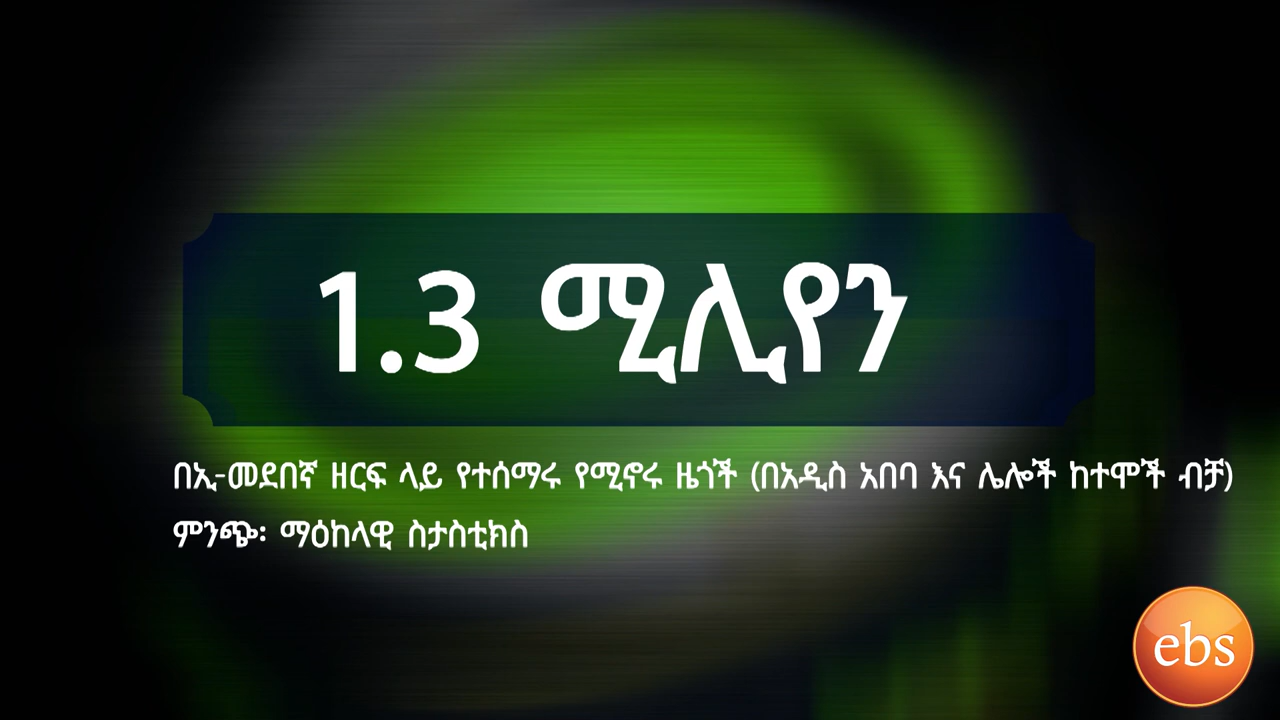 1.3 ሚሊየን
በኢ-መደበኛ ዘርፍ ላይ የተሰማሩ የሚኖሩ ዜጎች (በአዲስ አበባ እና ሌሎች ከተሞች ብቻ)
ምንጭ፡ ማዕከላዊ ስታስቲክስ
ebs